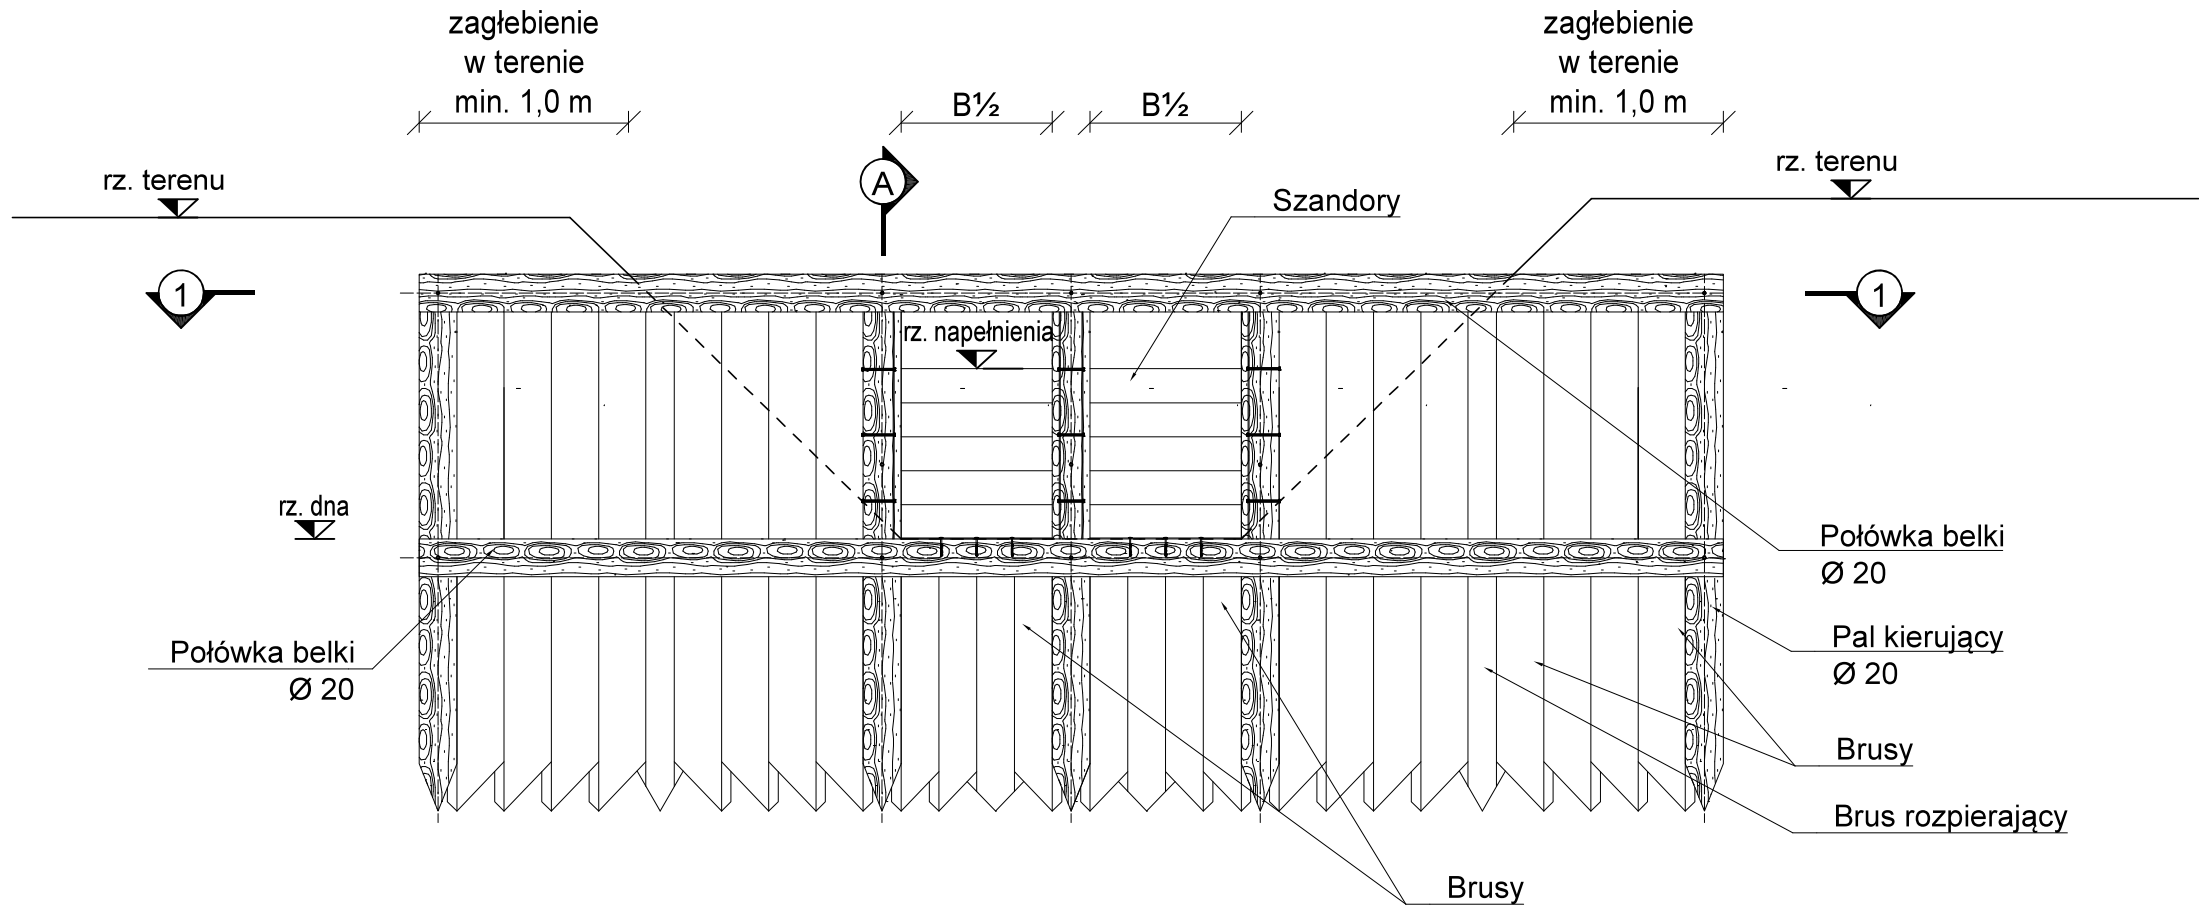 zagłebienie
w terenie
min. 1,0 m
zagłebienie
w terenie
min. 1,0 m
B½
B½
rz. terenu
A
rz. terenu
Szandory
1
1
rz. napełnienia
rz. dna
Połówka belki
Ø 20
Połówka belki
Ø 20
Pal kierujący
Ø 20
Brusy
Brus rozpierający
Brusy